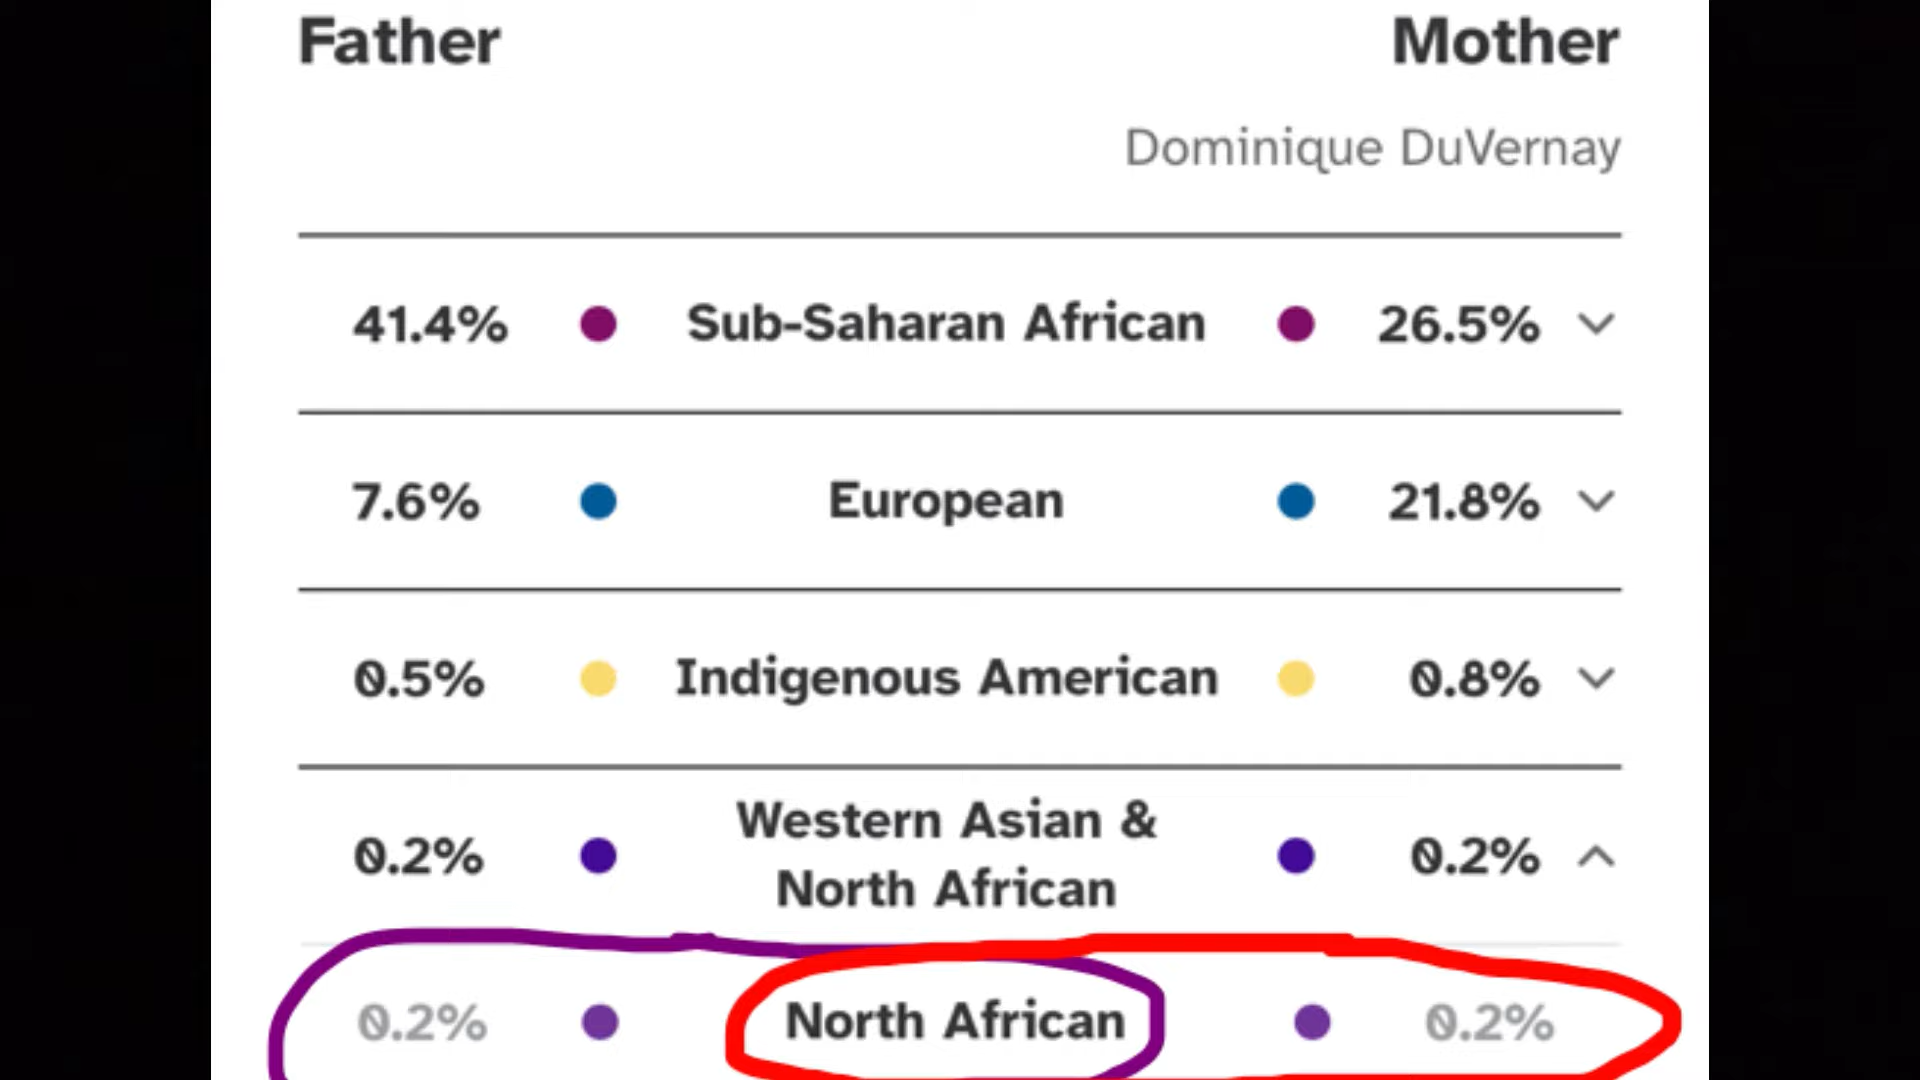 Father Mother
Dominique DuVernay
41.4% Sub-Saharan African 26.5%
7.6% European 21.8%
0.5% Indigenous American 0.8%
Western Asian &
0.2% 0.2%
North African
0.2% North African 0.2%